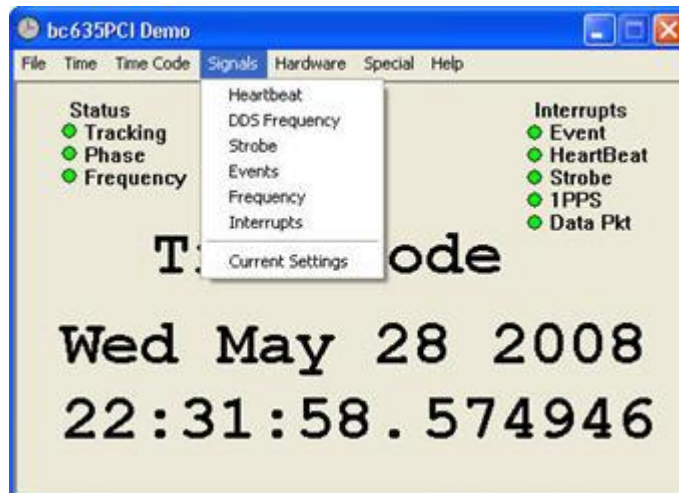 bc635PCI Demo
File Time Time Code Signals Hardware Special Help
Status
Tracking
Phase
Frequency
Heartbeat
DDS Frequency
Strobe
Events
Frequency
Interrupts
Current Settings
Interrupts
Event
HeartBeat
Strobe
1PPS
Data Pkt
Wed May 28 2008
22:31:58.574946